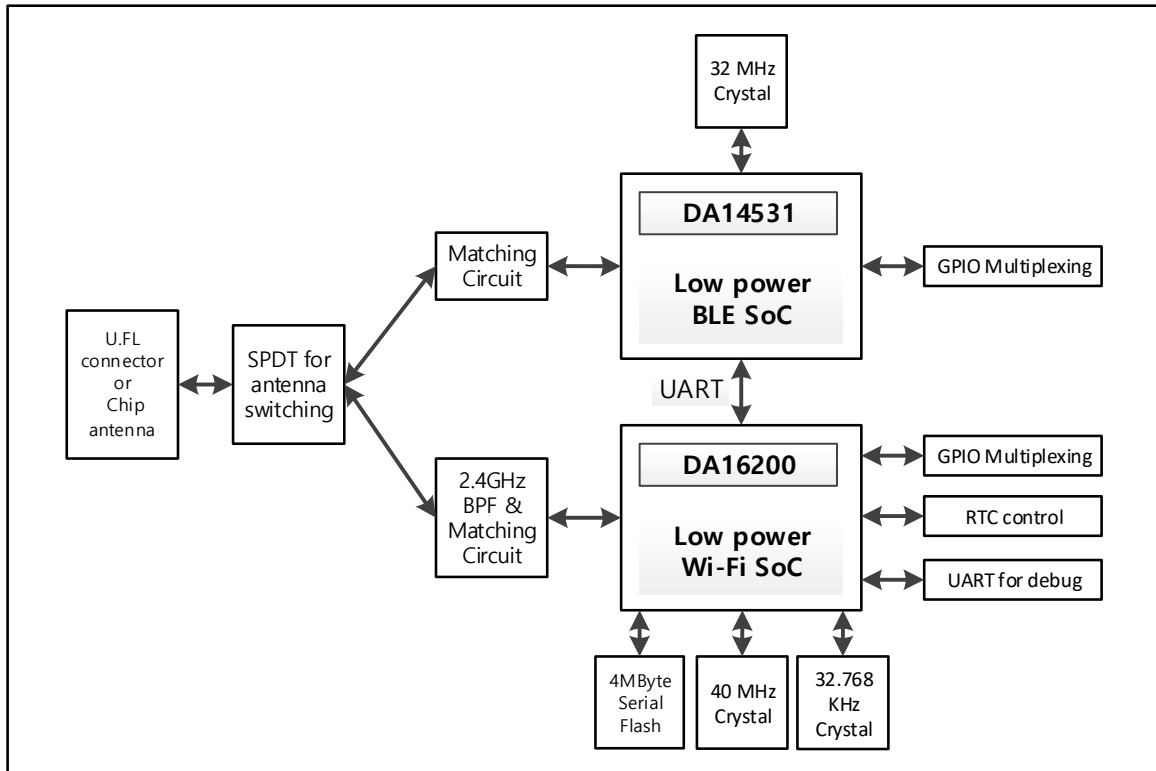 32 MHz
Crystal
DA14531
Low power
BLE SoC
Matching
Circuit
GPIO Multiplexing
U.FL
connector
or
Chip
antenna
SPDT for
antenna
switching
UART
DA16200
Low power
Wi-Fi SoC
2.4GHz
BPF &
Matching
Circuit
GPIO Multiplexing
RTC control
UART for debug
4MByte
Serial
Flash
40 MHz
Crystal
32.768
KHz
Crystal